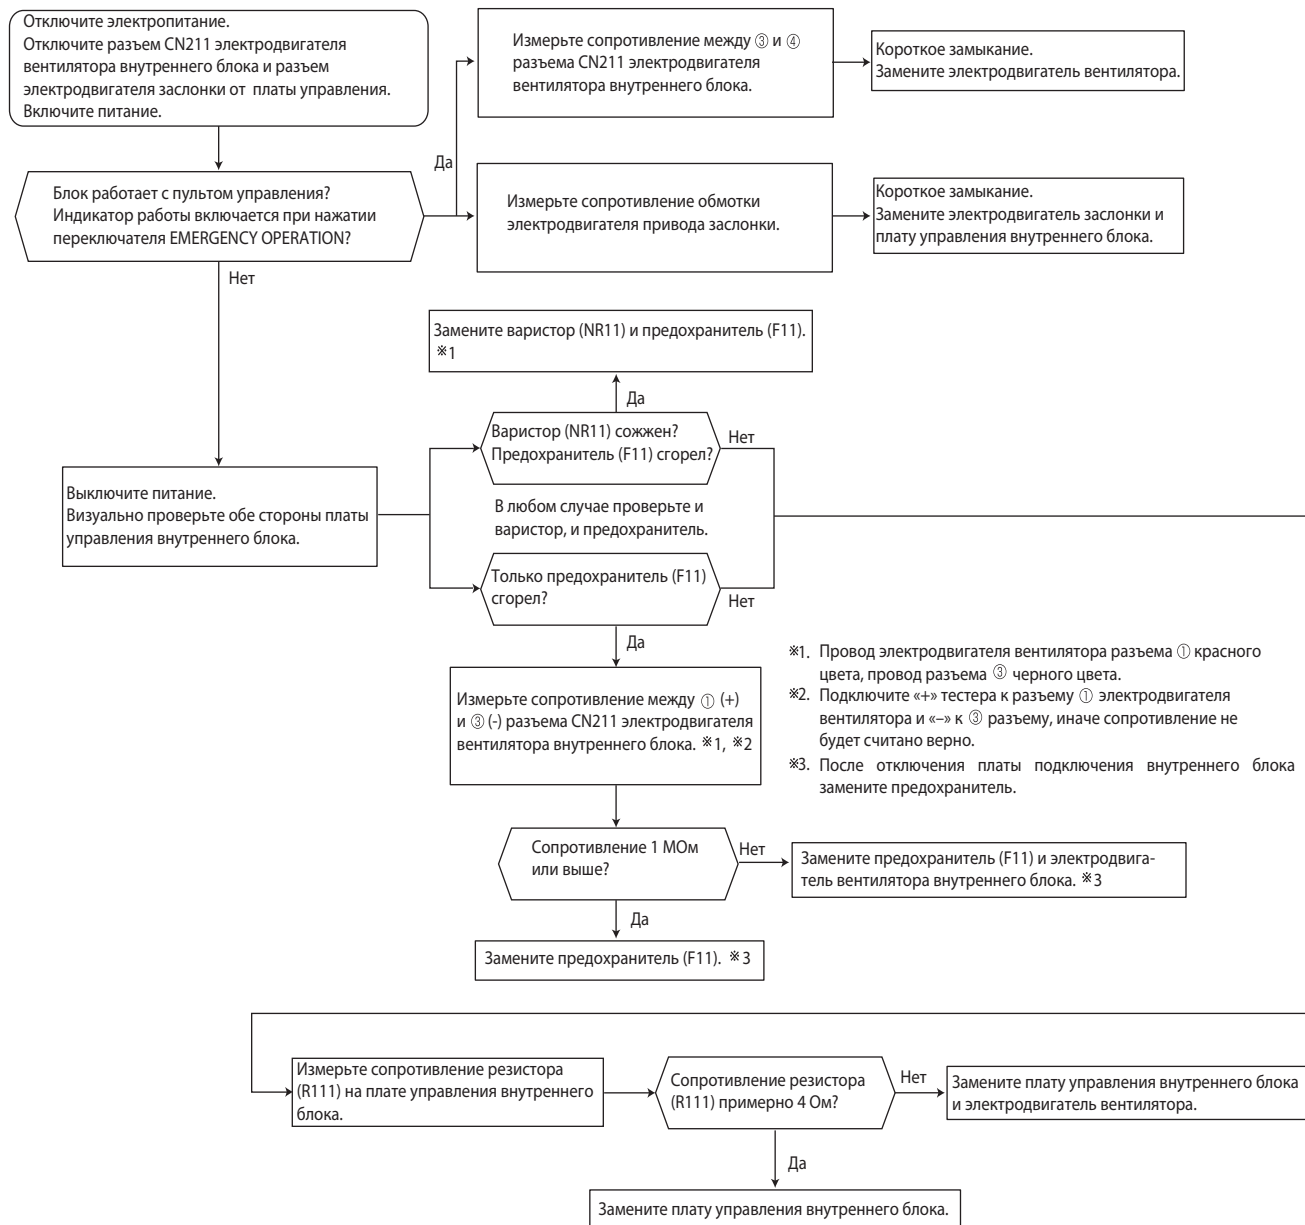 Отключите электропитание.
Отключите разъем CN211 электродвигателя
вентилятора внутреннего блока и разъем
электродвигателя заслонки от платы управления.
Включите питание.
Измерьте сопротивление между ③ и ④
разъема CN211 электродвигателя
вентилятора внутреннего блока.
Короткое замыкание.
Замените электродвигатель вентилятора.
Да
Блок работает с пультом управления?
Индикатор работы включается при нажатии
переключателя EMERGENCY OPERATION?
Измерьте сопротивление обмотки
электродвигателя привода заслонки.
Короткое замыкание.
Замените электродвигатель заслонки и
плату управления внутреннего блока.
Нет
Замените варистор (NR11) и предохранитель (F11).
※1
Да
Варистор (NR11) сожжен?
Предохранитель (F11) сгорел?
Нет
Выключите питание.
Визуально проверьте обе стороны платы
управления внутреннего блока.
В любом случае проверьте и
варистор, и предохранитель.
Только предохранитель (F11)
сгорел?
Нет
Да
Измерьте сопротивление между ① (+)
и ③ (-) разъема CN211 электродвигателя
вентилятора внутреннего блока. ※1, ※2
※1. Провод электродвигателя вентилятора разъема ① красного
цвета, провод разъема ③ черного цвета.
※2. Подключите «+» тестера к разъему ① электродвигателя
вентилятора и «–» к ③ разъему, иначе сопротивление не
будет считано верно.
※3. После отключения платы подключения внутреннего блока
замените предохранитель.
Сопротивление 1 МОм
или выше?
Нет
Замените предохранитель (F11) и электродвига-
тель вентилятора внутреннего блока. ※3
Да
Замените предохранитель (F11). ※3
Измерьте сопротивление резистора
(R111) на плате управления внутреннего
блока.
Сопротивление резистора
(R111) примерно 4 Ом?
Нет
Замените плату управления внутреннего блока
и электродвигатель вентилятора.
Да
Замените плату управления внутреннего блока.